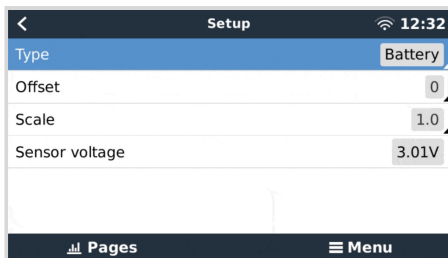 Setup 12:32
Type Battery
Offset 0
Scale 1.0
Sensor voltage 3.01V
Pages Menu